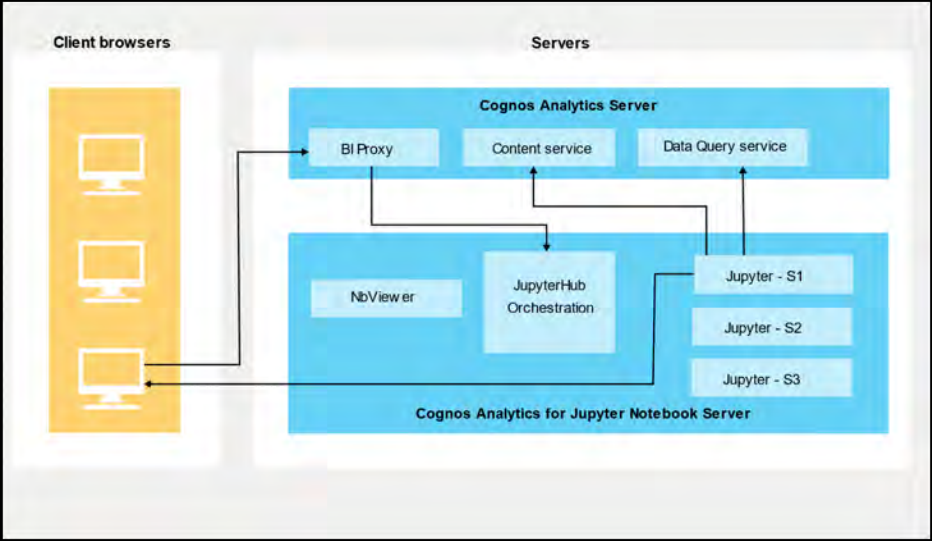 Client browsers
Servers
Cognos Analytics Server
BI Proxy
Content service
Data Query service
NbViewer
JupyterHub
Orchestration
Jupyter - S1
Jupyter - S2
Jupyter - S3
Cognos Analytics for Jupyter Notebook Server